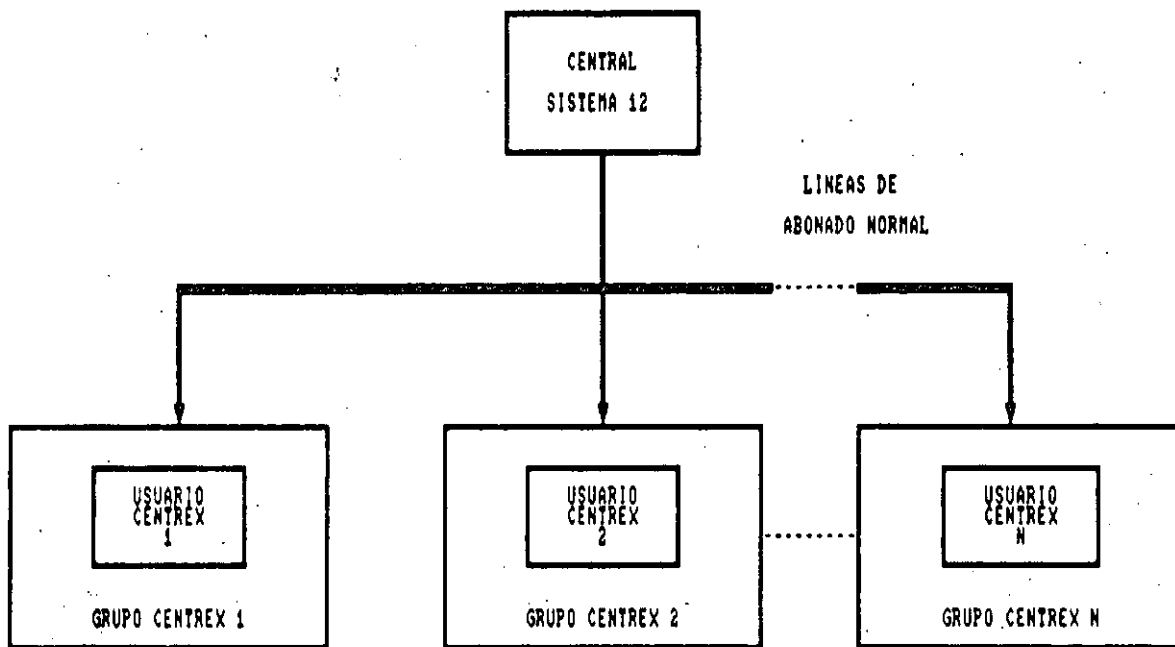 CENTRAL
SISTEMA 12
LINEAS DE
ABONADO NORMAL
USUARIO
CENTREX
1
GRUPO CENTREX 1
USUARIO
CENTREX
2
GRUPO CENTREX 2
USUARIO
CENTREX
N
GRUPO CENTREX N